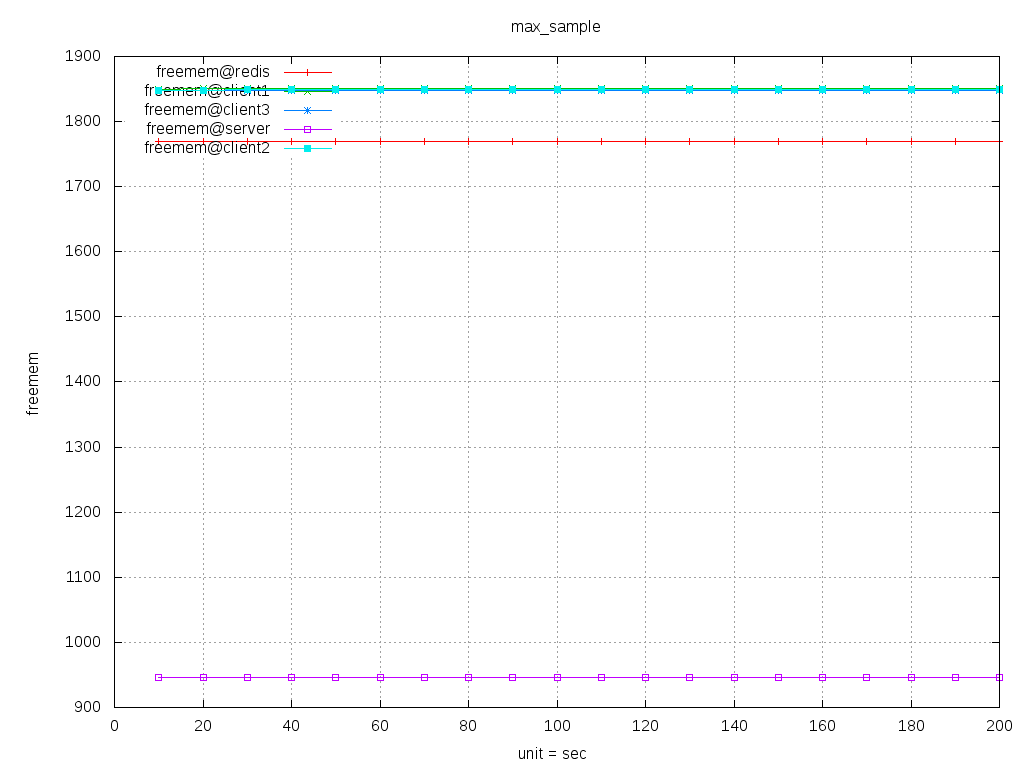 max_sample
1900
1800
1700
1600
1500
1400
1300
1200
1100
1000
900
freemem
freemem@redis
freemem@client1
freemem@client3
freemem@server
freemem@client2
0 20 40 60 80 100 120 140 160 180 200
unit = sec